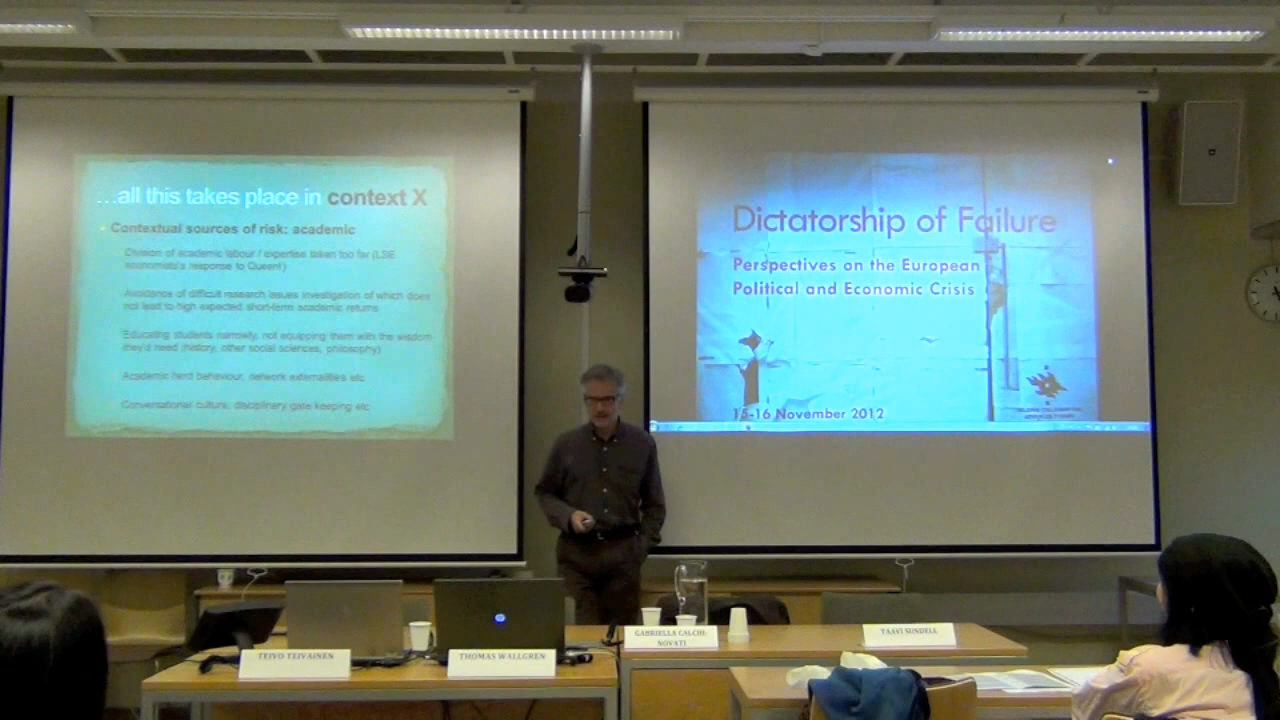 ...all this takes place in context X
Contextual sources of risk: academic
Division of academic labour / expertise taken too far (LSE
economists's response to Queen!)
Avoidance of difficult research issues investigation of which does
not lead to high expected short-term academic returns
Educating students narrowly, not equipping them with the wisdom
they'd need (history, other social sciences, philosophy)
Academic herd behaviour, network externalities etc
Conversational culture, disciplinary gate keeping etc
Dictatorship of Failure
Perspectives on the European
Political and Economic Crisis
15-16 November 2012
TEIVO TEIVAINEN
THOMAS WALLGREN
GABRIELLA CALCHI-
NOVATI
TAAVI SUNDELL